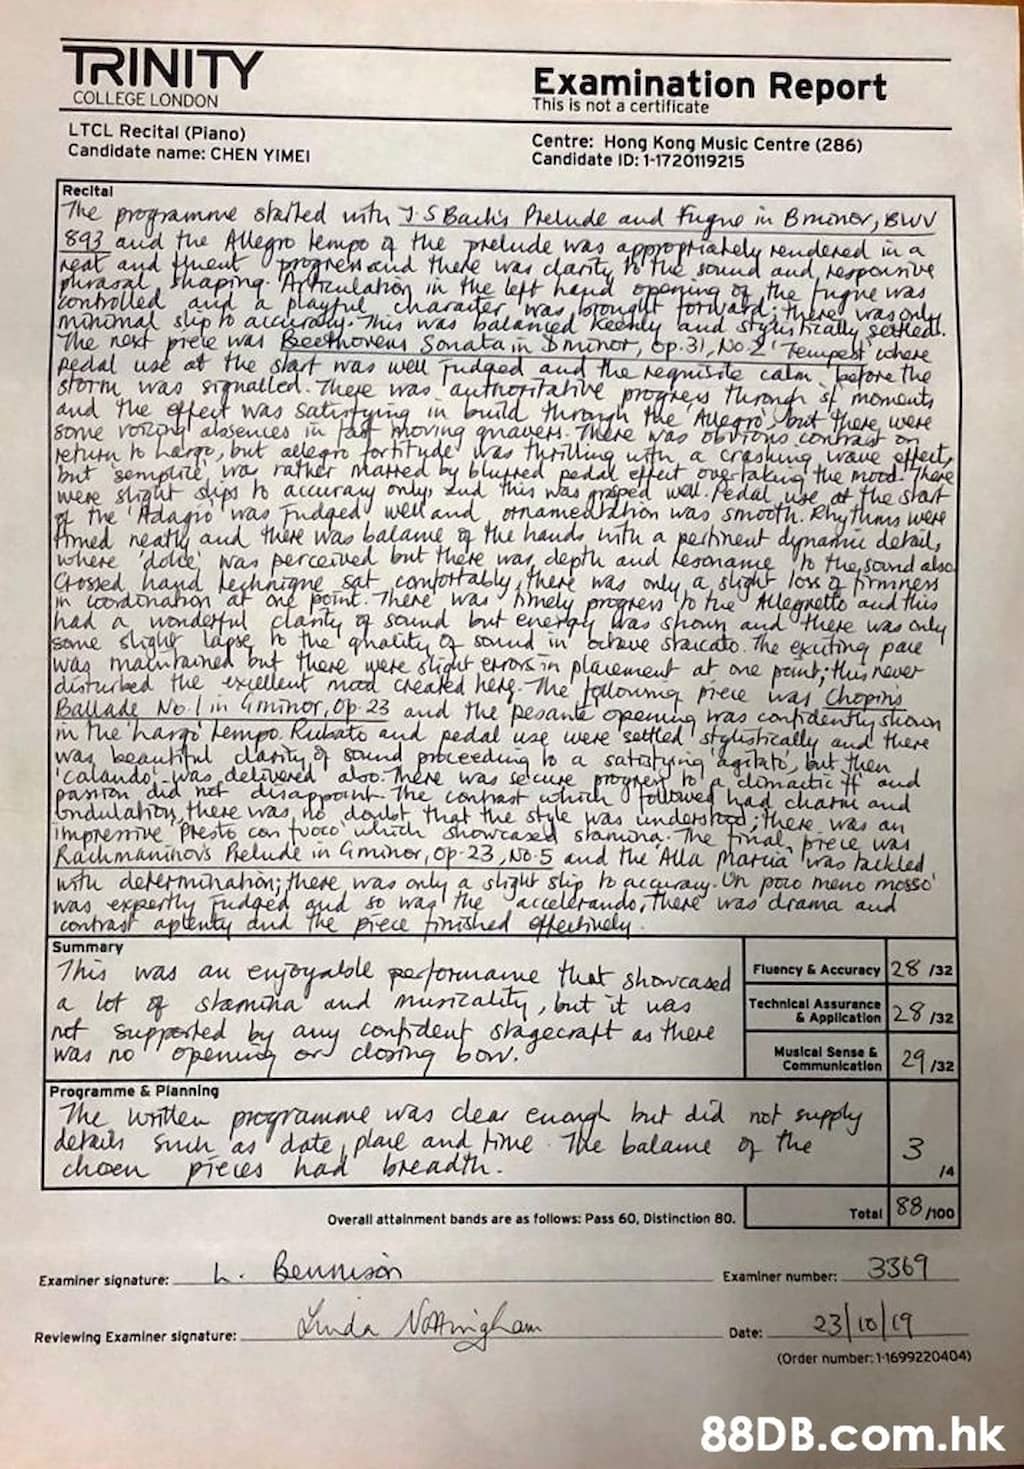 TRINITY
COLLEGE LONDON
Examination Report
This is not a certificate
LTCL Recital (Piano)
Candidate name: CHEN YIMEI
Centre: Hong Kong Music Centre (286)
Candidate ID: 1-1720119215
Recital
The programme started with J.S Bach's Prelude and Fugue in B minor, BWV
893 and the Allegro tempo of the prelude was appropriately rendered in a
neat and fluent progress and there was clarity to the sound and responsive
phrasal shaping. Articulation in the left hand opening of the fugue was
controlled and a playful character was brought forward; there was only
minimal slip to accuracy. This was balanced keenly and stylistically settled.
The next piece was Beethovens Sonata in D minor, Op.31, No 2 'Tempest' where
pedal use at the start was well judged and the requisite calm before the
storm was signalled. There was authoritative progress through sf moments
and the effect was satisfying in build through the Allegro but there were
some voicing absences in fast moving quavers. There was obvious contrast on
return to Largo, but allegro fortitude was thrilling with a crashing wave effect,
but 'semplice' was rather marred by blurred pedal effect overtaking the mood. There
were slight slips to accuracy only, and this was grasped well. Pedal use at the start
of the 'Adagio' was judged well and ornamentation was smooth. Rhythms were
timed neatly and there was balance of the hands with a pertinent dynamic detail,
where 'dolce' was perceived but there was depth and resonance to the sound also
Crossed hand technique sat comfortably, there was only a slight loss of firmness
in coordination at one point. There was timely progress to the Allegretto and this
had a wonderful clarity of sound but energy was shown and there was only
some slight lapse to the quality of sound in octave staccato. The exciting pace
was maintained but there were slight errors in placement at one point; this never
disturbed the excellent mood created here. The following piece was Chopin's
Ballade No.1 in G minor, Op.23 and the pesante opening was confidently shown
in the 'Largo' tempo. Rubato and pedal use were settled stylistically and there
was beautiful clarity of sound proceeding to a satisfying 'agitato', but then
'calando' was delivered also. There was secure progress to a climactic ff and
passion did not disappoint. The contrast which followed had charm and
undulation, there was no doubt that the style was understood; there was an
impressive 'Presto con fuoco' which showcased stamina. The final piece was
Rachmaninovs Prelude in G minor, Op.23, No.5 and the 'Alla Marcia' was tackled
with determination; there was only a slight slip to accuracy. Un poco meno mosso'
was expertly judged and so was the 'accelerando', there was drama and
contrast aplenty and the piece finished effectively.
Summary
This was an enjoyable performance that showcased
a lot of stamina and musicality, but it was
not supported by any confident stagecraft as there
was no opening or closing bow.
Fluency & Accuracy 28 /32
Technical Assurance & Application 28 /32
Musical Sense & Communication 29 /32
Programme & Planning
The written programme was clear enough but did not supply
details such as date, place and time. The balance of the
chosen pieces had breadth.
3 /4
Overall attainment bands are as follows: Pass 60, Distinction 80.
Total 88 /100
Examiner signature: L. Bennison
Examiner number: 3369
Reviewing Examiner signature: Linda Nottingham
Date: 23/10/19
(Order number: 1-1699220404)
88DB.com.hk